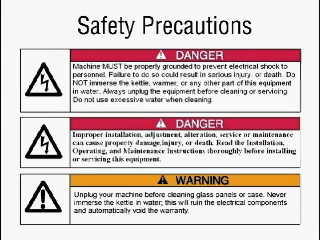 Safety Precautions
DANGER
Machine MUST be properly grounded to prevent electrical shock to
personnel. Failure to do so could result in serious injury, or death. Do
NOT immerse the kettle, warmer, or any other part of this equipment
in water. Always unplug the equipment before cleaning or servicing
Do not use excessive water when cleaning
DANGER
Improper installation, adjustment, alteration, service or maintenance
can cause property damage,injury, or death. Read the Installation,
Operating, and Maintenance Instructions thoroughly before installing
or servicing this equipment.
WARNING
Unplug your machine before cleaning glass panels or case. Never
immerse the kettle in water; this will ruin the electrical components
and automatically void the warranty.